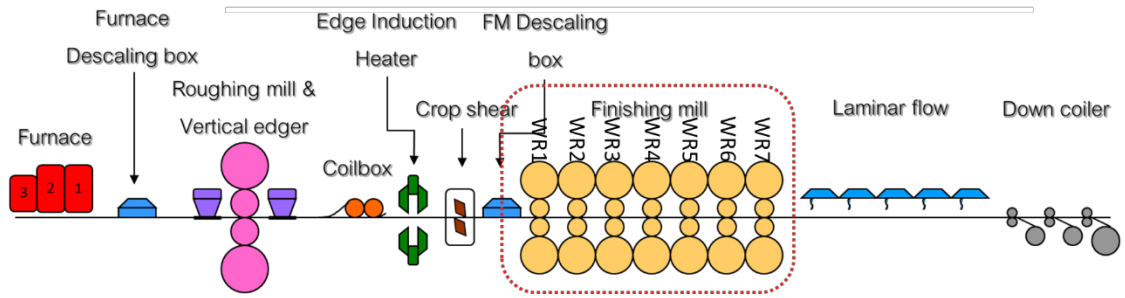 Furnace
Descaling box
Edge Induction
Heater
FM Descaling
box
Roughing mill &
Vertical edger
Crop shear
Finishing mill
Laminar flow
Down coiler
Furnace
Coilbox
WR1
WR2
WR3
WR4
WR5
WR6
WR7
3
2
1